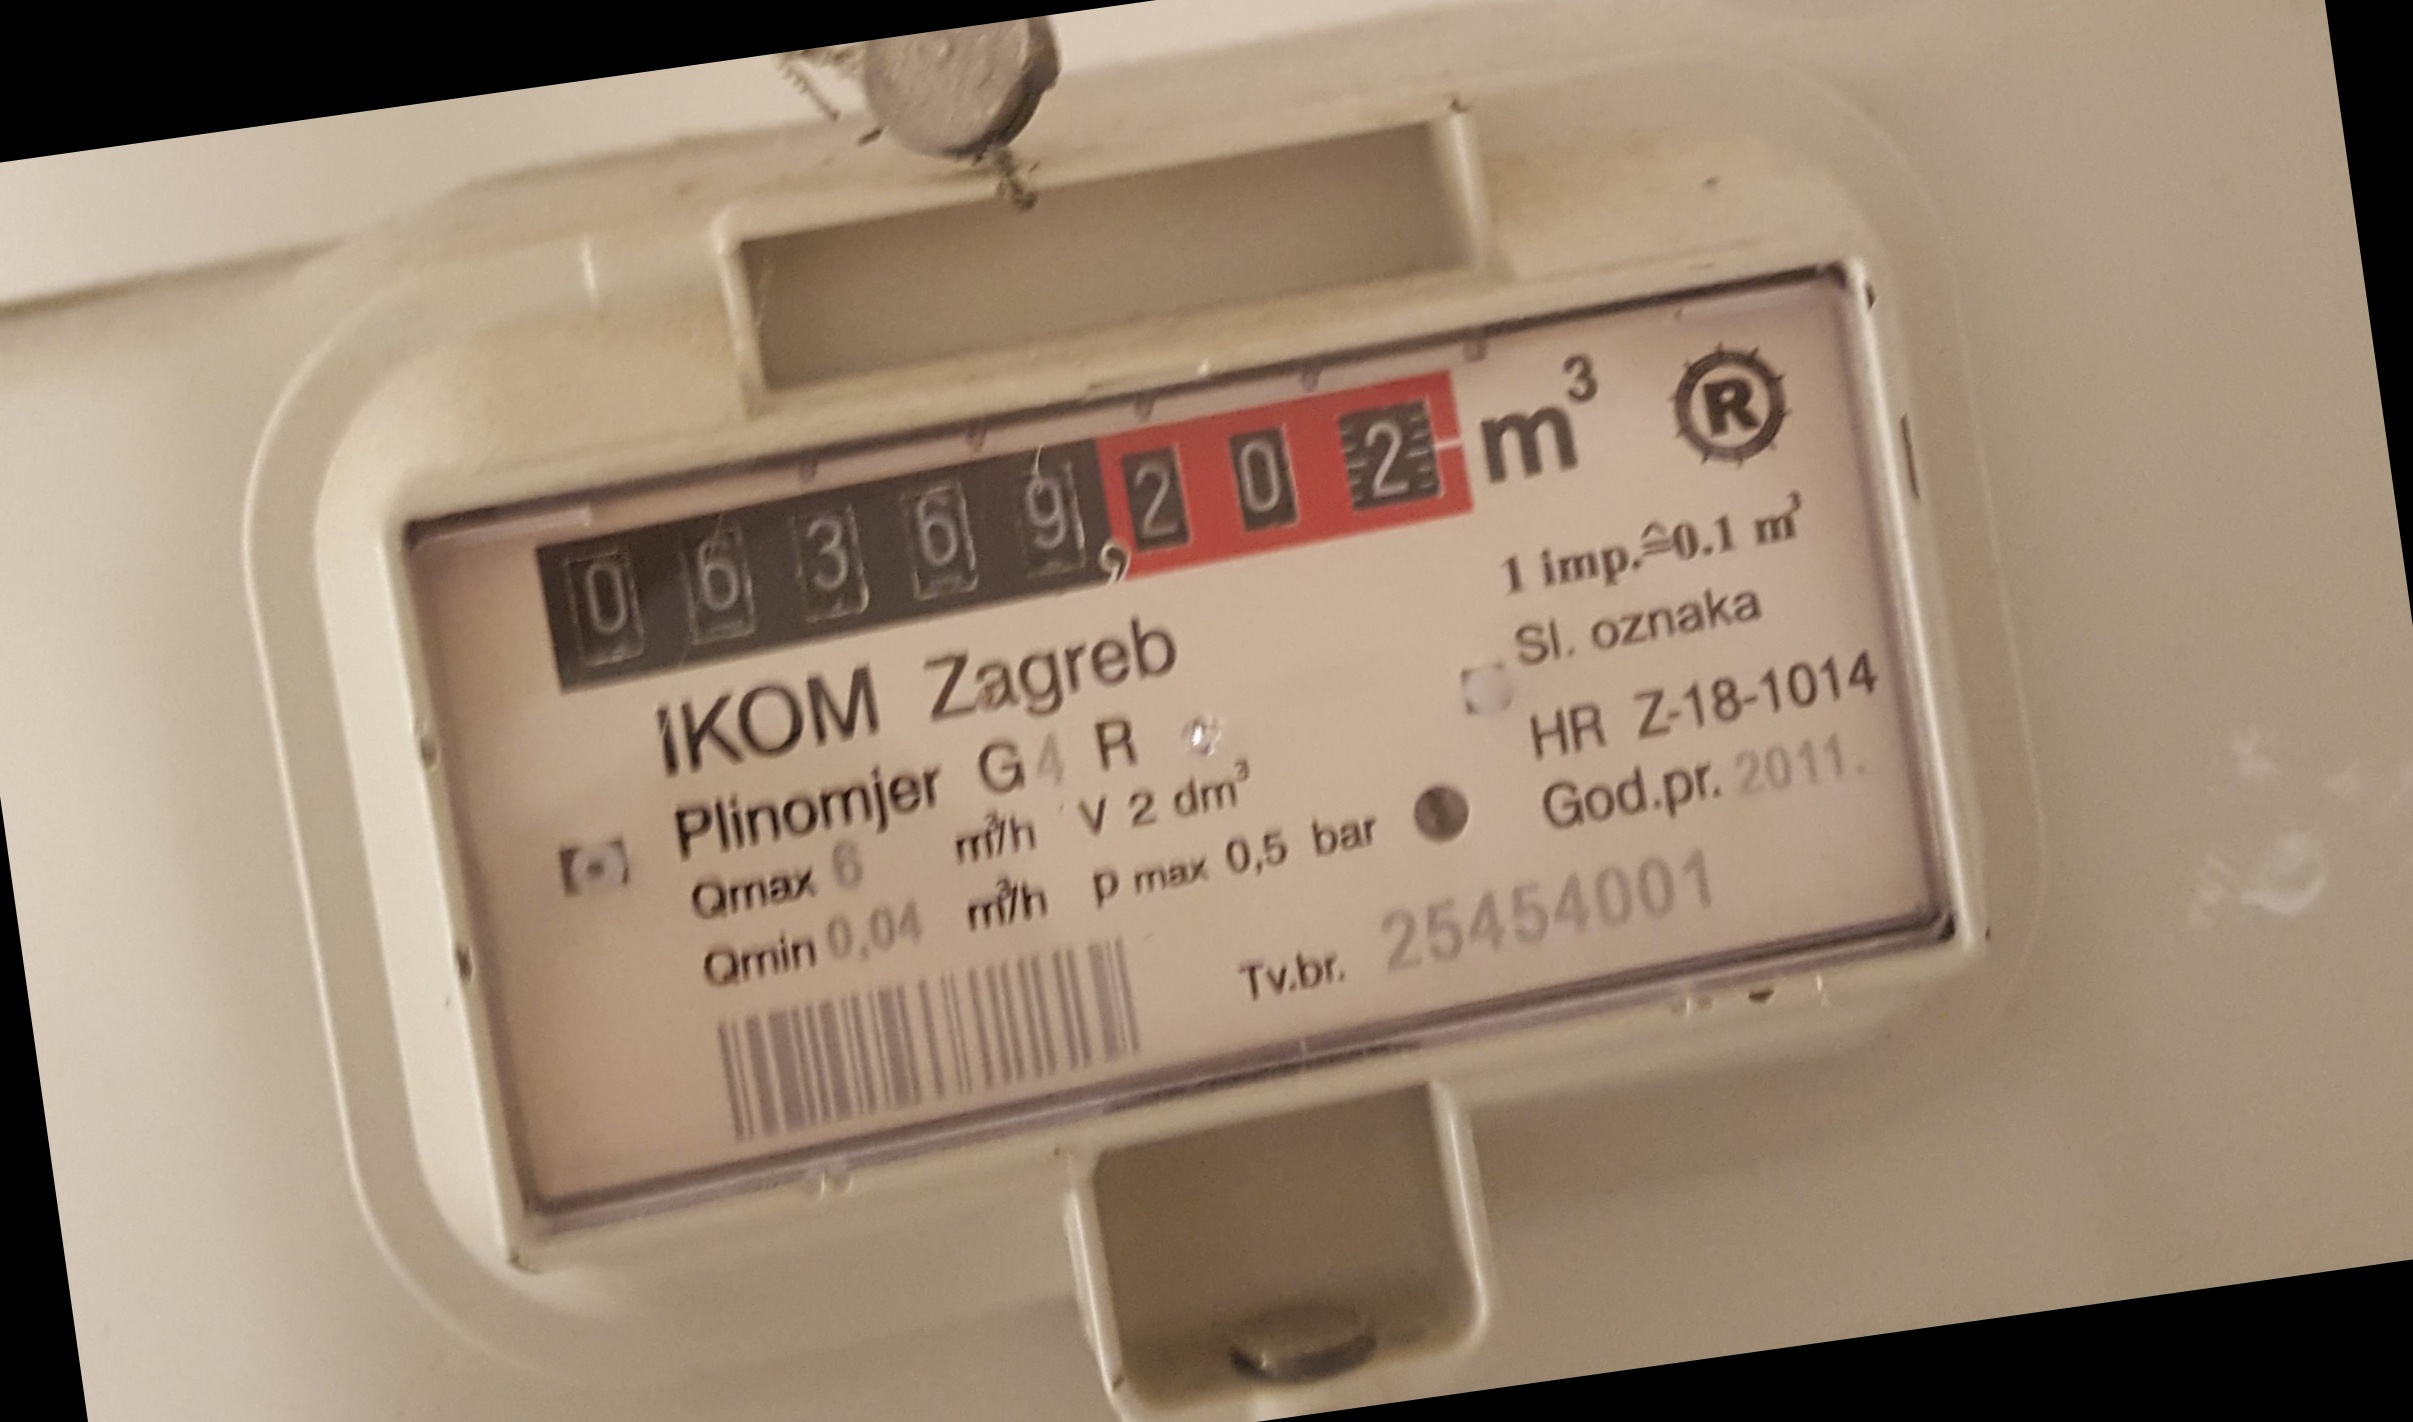 06369,202 m³ R
1 imp.≙0.1 m³
IKOM Zagreb
Sl. oznaka
Plinomjer G4 R
HR Z-18-1014
Qmax 6 m³/h V 2 dm³
God.pr. 2011.
Qmin 0,04 m³/h p max 0,5 bar
Tv.br. 25454001